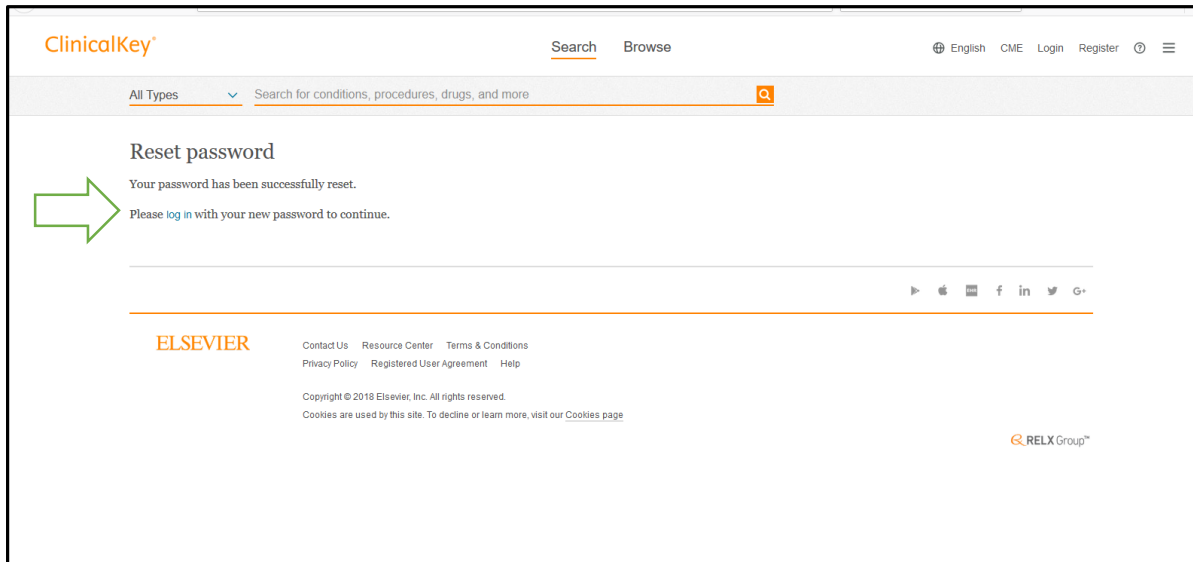 ClinicalKey®
Search Browse
English CME Login Register ?
All Types Search for conditions, procedures, drugs, and more
Reset password
Your password has been successfully reset.
Please log in with your new password to continue.
f in G+
ELSEVIER
Contact Us Resource Center Terms & Conditions
Privacy Policy Registered User Agreement Help
Copyright © 2018 Elsevier, Inc. All rights reserved.
Cookies are used by this site. To decline or learn more, visit our Cookies page
RELX Group™